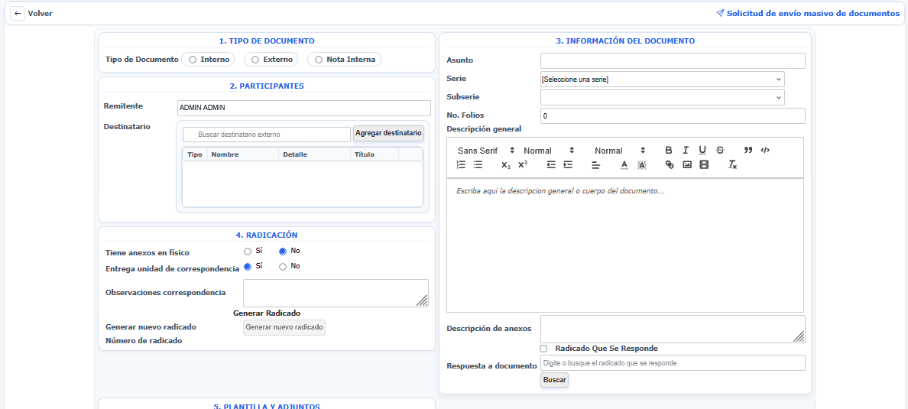 ← Volver
Solicitud de envío masivo de documentos
1. TIPO DE DOCUMENTO
Tipo de Documento Interno Externo Nota Interna
2. PARTICIPANTES
Remitente ADMIN ADMIN
Destinatario
Buscar destinatario externo Agregar destinatario
Tipo Nombre Detalle Título
4. RADICACIÓN
Tiene anexos en físico Sí No
Entrega unidad de correspondencia Sí No
Observaciones correspondencia
Generar Radicado
Generar nuevo radicado Generar nuevo radicado
Número de radicado
5. PLANTILLA Y ADJUNTOS
3. INFORMACIÓN DEL DOCUMENTO
Asunto
Serie [Seleccione una serie]
Subserie
No. Folios 0
Descripción general
Sans Serif Normal Normal B I U S
Escriba aqui la descripcion general o cuerpo del documento...
Descripción de anexos
Radicado Que Se Responde
Respuesta a documento Digite o busque el radicado que se responde
Buscar